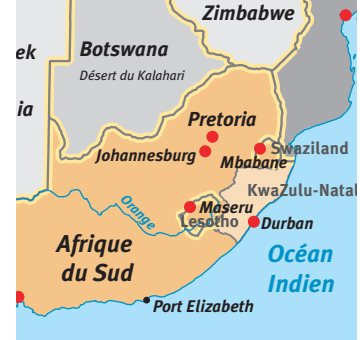 Zimbabwe
ek
Botswana
Désert du Kalahari
ia
Pretoria
Johannesburg
Swaziland
Mbabane
KwaZulu-Natal
Orange
Maseru
Lesotho
Durban
Afrique
du Sud
Océan
Indien
Port Elizabeth